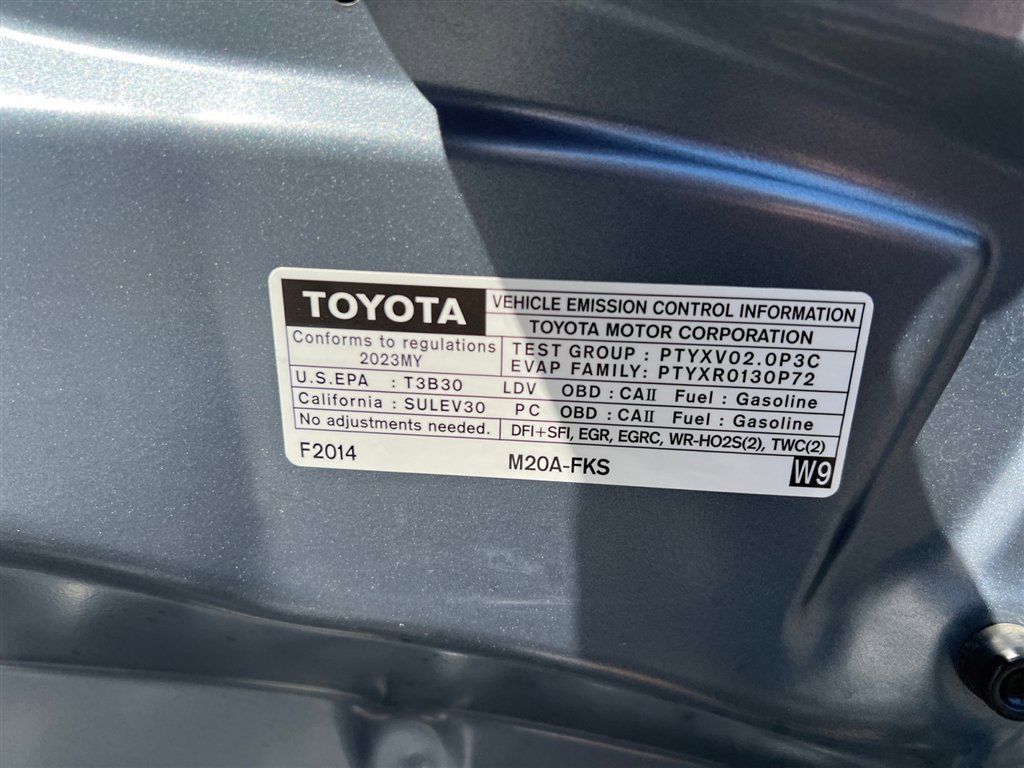 TOYOTA
VEHICLE EMISSION CONTROL INFORMATION
TOYOTA MOTOR CORPORATION
Conforms to regulations
2023MY
TEST GROUP : PTYXV02.0P3C
EVAP FAMILY: PTYXR0130P72
U.S.EPA : T3B30 LDV OBD : CAII Fuel : Gasoline
California : SULEV30 PC OBD : CAII Fuel : Gasoline
No adjustments needed. DFI+SFI, EGR, EGRC, WR-HO2S(2), TWC(2)
F2014 M20A-FKS W9